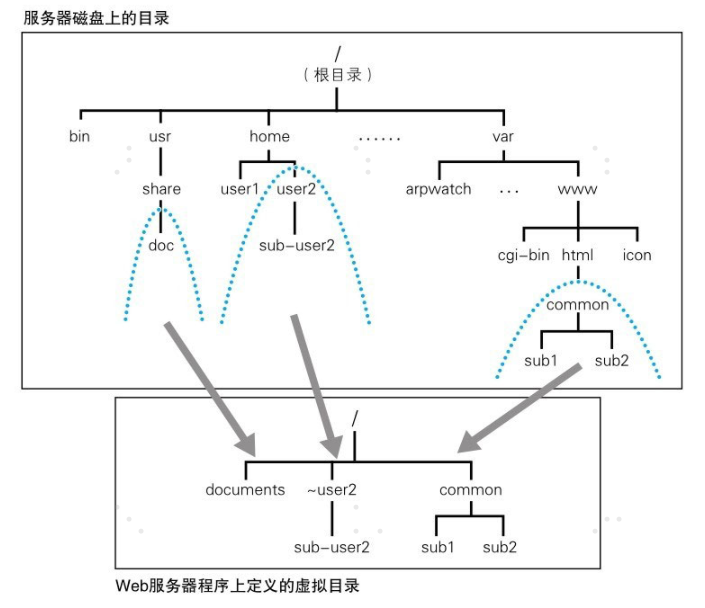 服务器磁盘上的目录
/
(根目录)
bin usr home ······ var
share user1 user2 arpwatch ··· www
doc sub-user2 cgi-bin html icon
common
sub1 sub2
/
documents ~user2 common
sub-user2 sub1 sub2
Web服务器程序上定义的虚拟目录